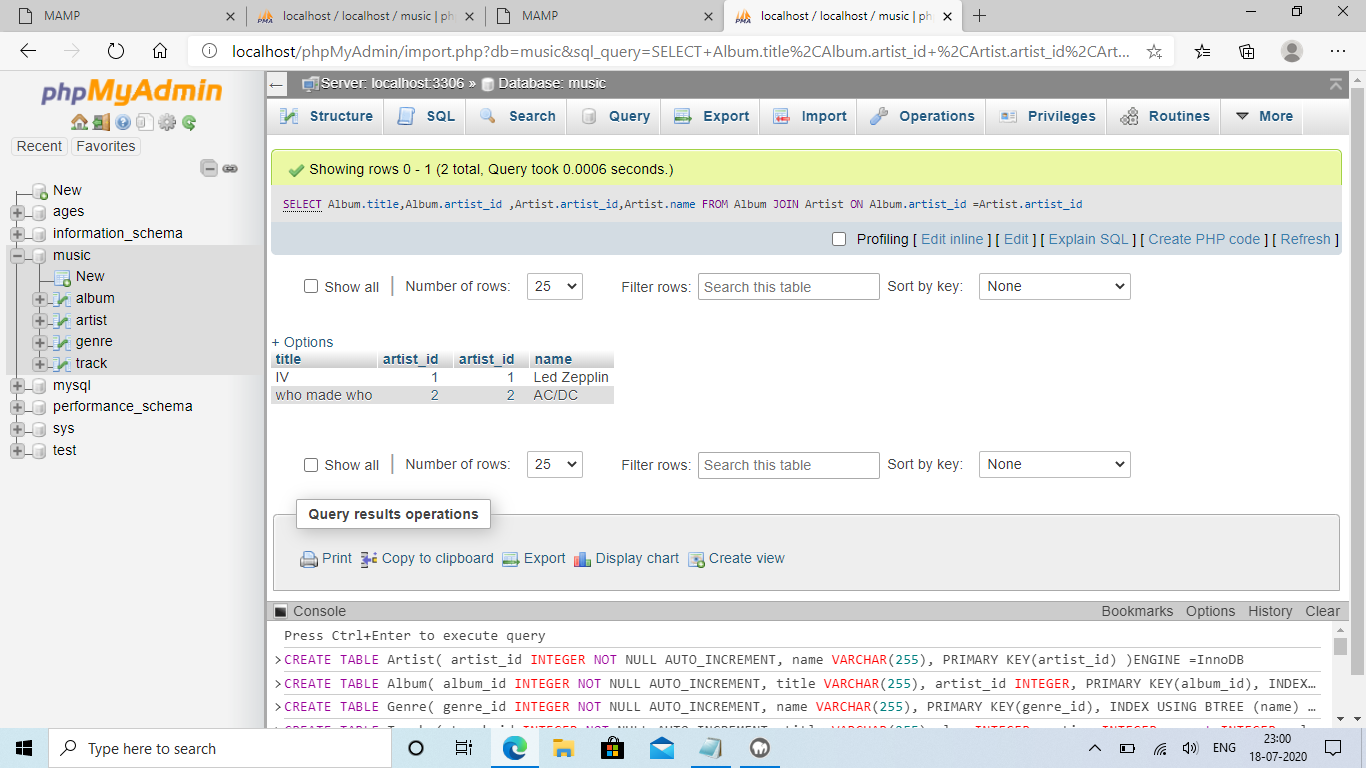 MAMP
localhost / localhost / music | ph
MAMP
localhost / localhost / music | ph
localhost/phpMyAdmin/import.php?db=music&sql_query=SELECT+Album.title%2CAlbum.artist_id+%2CArtist.artist_id%2CArt...
phpMyAdmin
Recent Favorites
New
ages
information_schema
music
New
album
artist
genre
track
mysql
performance_schema
sys
test
Server: localhost:3306 » Database: music
Structure SQL Search Query Export Import Operations Privileges Routines More
Showing rows 0 - 1 (2 total, Query took 0.0006 seconds.)
SELECT Album.title,Album.artist_id ,Artist.artist_id,Artist.name FROM Album JOIN Artist ON Album.artist_id =Artist.artist_id
Profiling [ Edit inline ] [ Edit ] [ Explain SQL ] [ Create PHP code ] [ Refresh ]
Show all | Number of rows: 25 Filter rows: Search this table Sort by key: None
+ Options
title artist_id artist_id name
IV 1 1 Led Zepplin
who made who 2 2 AC/DC
Show all | Number of rows: 25 Filter rows: Search this table Sort by key: None
Query results operations
Print Copy to clipboard Export Display chart Create view
Console Bookmarks Options History Clear
Press Ctrl+Enter to execute query
>CREATE TABLE Artist( artist_id INTEGER NOT NULL AUTO_INCREMENT, name VARCHAR(255), PRIMARY KEY(artist_id) )ENGINE =InnoDB
>CREATE TABLE Album( album_id INTEGER NOT NULL AUTO_INCREMENT, title VARCHAR(255), artist_id INTEGER, PRIMARY KEY(album_id), INDEX…
>CREATE TABLE Genre( genre_id INTEGER NOT NULL AUTO_INCREMENT, name VARCHAR(255), PRIMARY KEY(genre_id), INDEX USING BTREE (name) …
Type here to search
ENG
23:00
18-07-2020